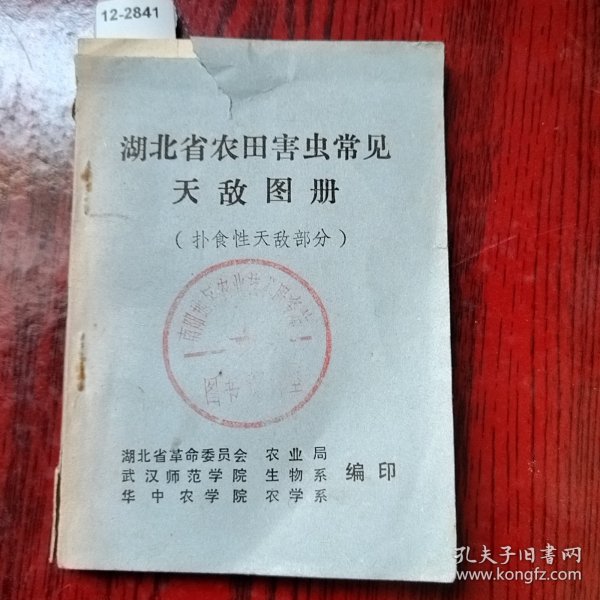 12-2841
湖北省农田害虫常见
天敌图册
(扑食性天敌部分)
湖北省革命委员会 农业局
武汉师范学院 生物系 编印
华中农学院 农学系
孔夫子旧书网
www.kongfz.com